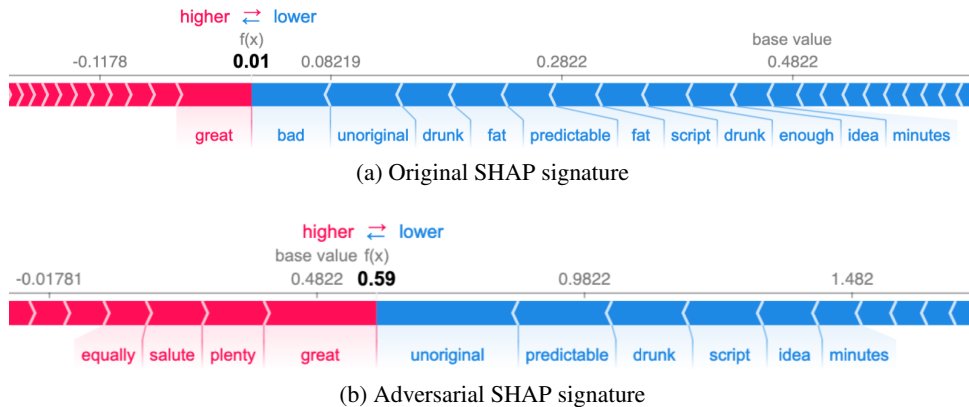 higher lower
f(x) base value
-0.1178 0.01 0.08219 0.2822 0.4822
great bad unoriginal drunk fat predictable fat script drunk enough idea minutes
(a) Original SHAP signature
higher lower
base value f(x)
-0.01781 0.4822 0.59 0.9822 1.482
equally salute plenty great unoriginal predictable drunk script idea minutes
(b) Adversarial SHAP signature